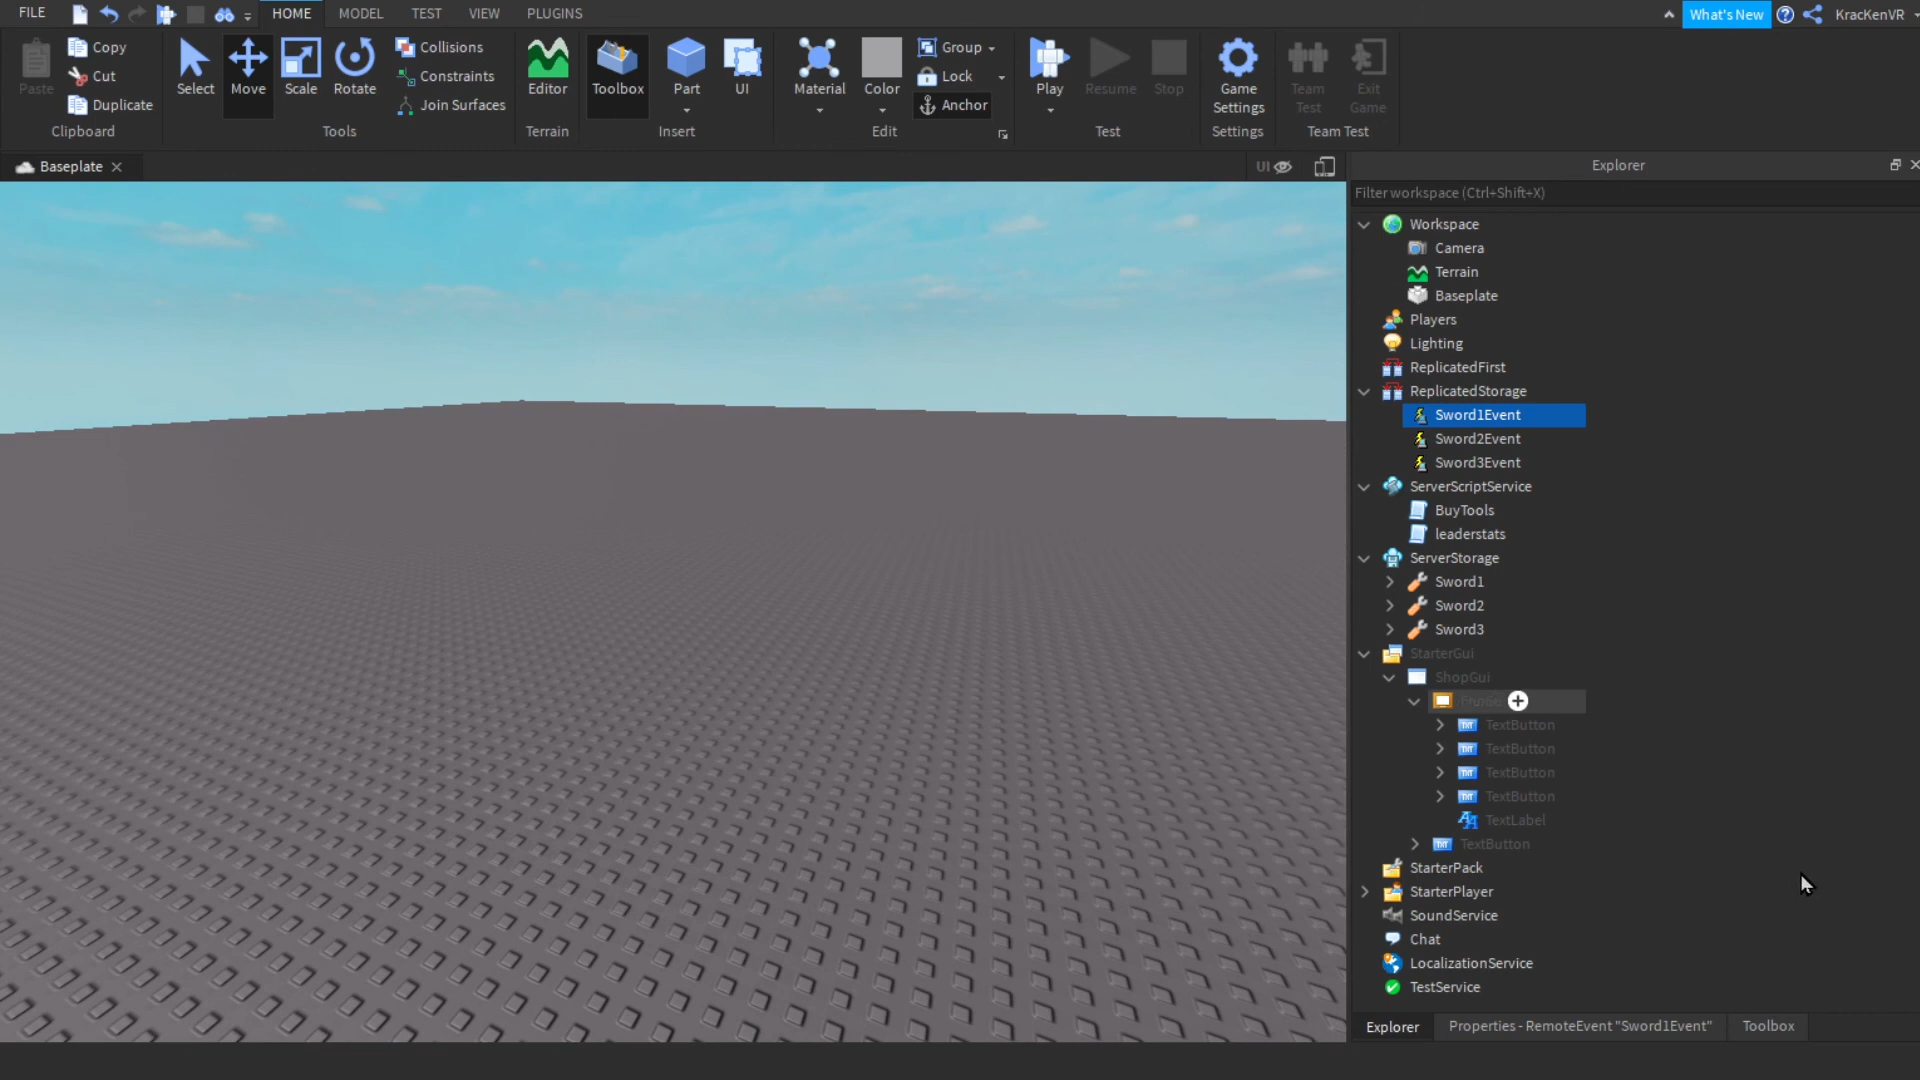 FILE HOME MODEL TEST VIEW PLUGINS What's New KracKenVR
Paste Copy Cut Duplicate Clipboard
Select Move Scale Rotate Collisions Constraints Join Surfaces Tools
Editor Terrain
Toolbox Part UI Insert
Material Color Group Lock Anchor Edit
Play Resume Stop Test
Game Settings Settings
Team Test Exit Game Team Test
Baseplate UI
Explorer
Filter workspace (Ctrl+Shift+X)
Workspace
Camera
Terrain
Baseplate
Players
Lighting
ReplicatedFirst
ReplicatedStorage
Sword1Event
Sword2Event
Sword3Event
ServerScriptService
BuyTools
leaderstats
ServerStorage
Sword1
Sword2
Sword3
StarterGui
ShopGui
Frame
TextButton
TextButton
TextButton
TextButton
TextLabel
TextButton
StarterPack
StarterPlayer
SoundService
Chat
LocalizationService
TestService
Explorer Properties - RemoteEvent "Sword1Event" Toolbox